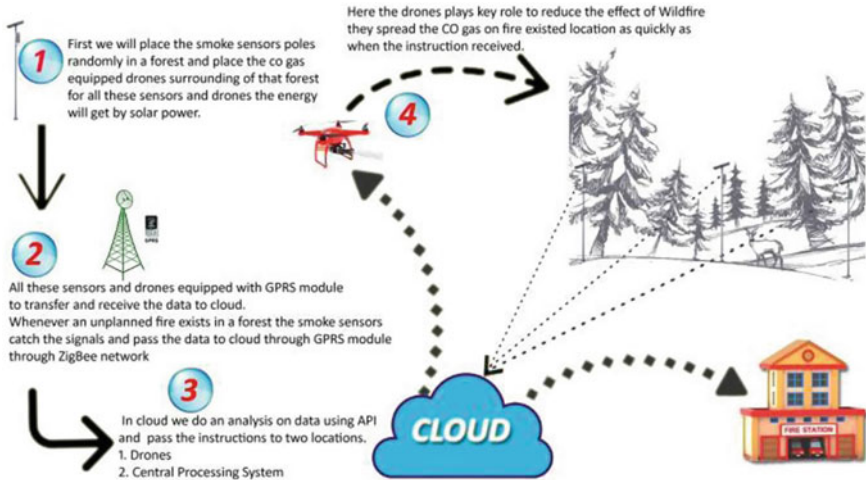 1
First we will place the smoke sensors poles
randomly in a forest and place the co gas
equipped drones surrounding of that forest
for all these sensors and drones the energy
will get by solar power.
2
GPRS
All these sensors and drones equipped with GPRS module
to transfer and receive the data to cloud.
Whenever an unplanned fire exists in a forest the smoke sensors
catch the signals and pass the data to cloud through GPRS module
through ZigBee network
3
In cloud we do an analysis on data using API
and pass the instructions to two locations.
1. Drones
2. Central Processing System
4
Here the drones plays key role to reduce the effect of Wildfire
they spread the CO gas on fire existed location as quickly as
when the instruction received.
CLOUD
FIRE STATION